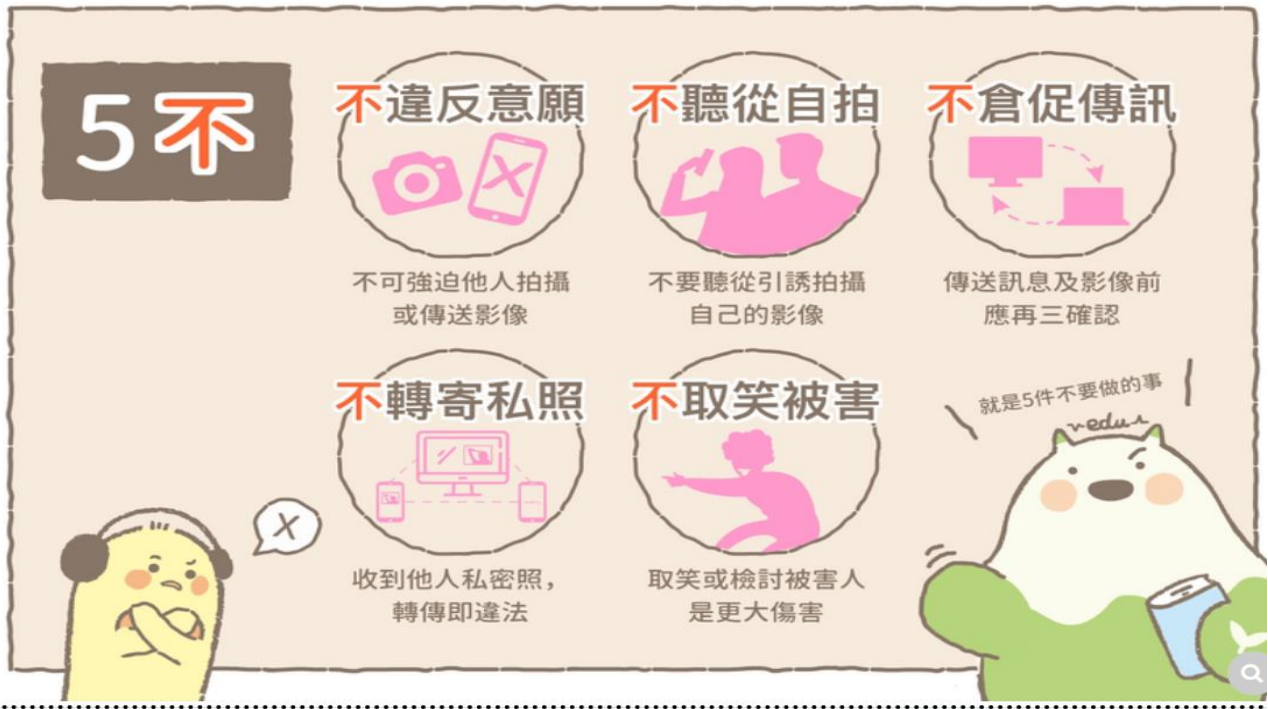 5不
不違反意願
不可強迫他人拍攝
或傳送影像
不聽從自拍
不要聽從引誘拍攝
自己的影像
不倉促傳訊
傳送訊息及影像前
應再三確認
不轉寄私照
收到他人私密照，
轉傳即違法
不取笑被害
取笑或檢討被害人
是更大傷害
就是5件不要做的事
edu
X